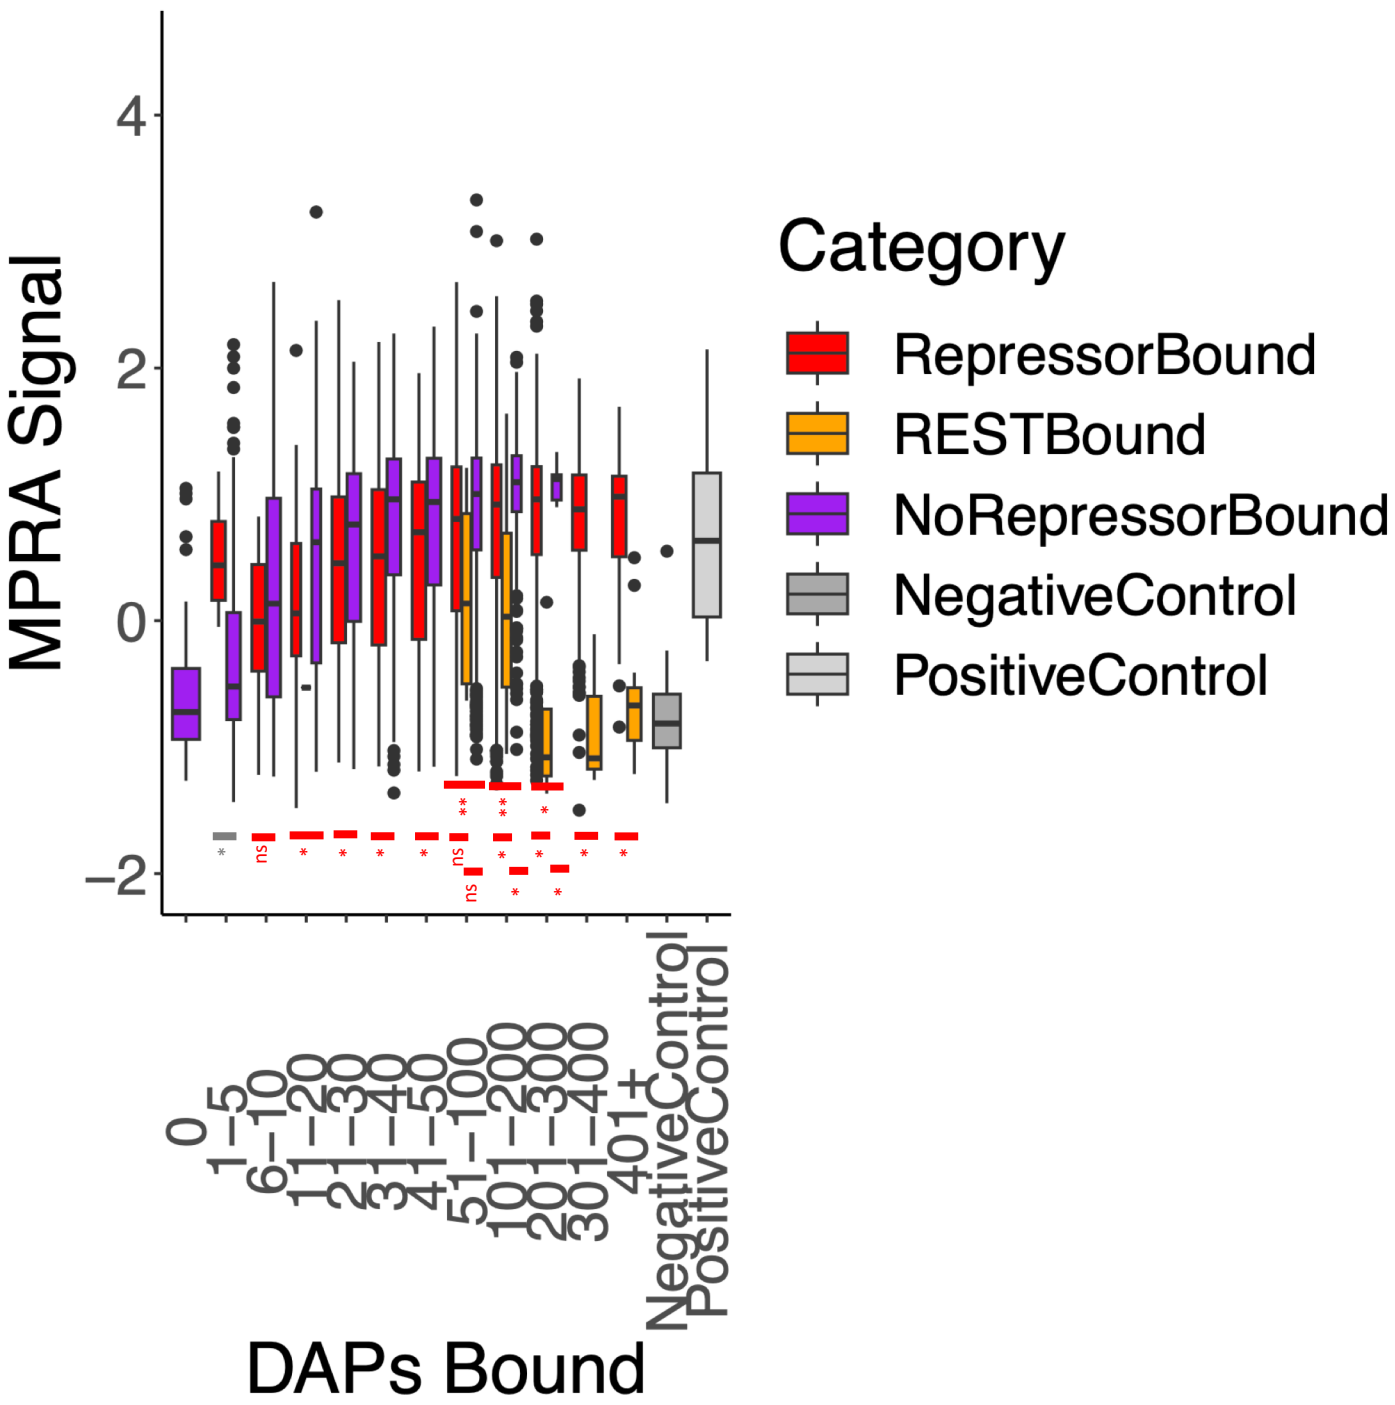 MPRA Signal
4
2
0
−2
** ** *
* ns * * * * ns * * * *
ns * *
0
1−5
6−10
11−20
21−30
31−40
41−50
51−100
101−200
201−300
301−400
401+
NegativeControl
PositiveControl
DAPs Bound
Category
RepressorBound
RESTBound
NoRepressorBound
NegativeControl
PositiveControl